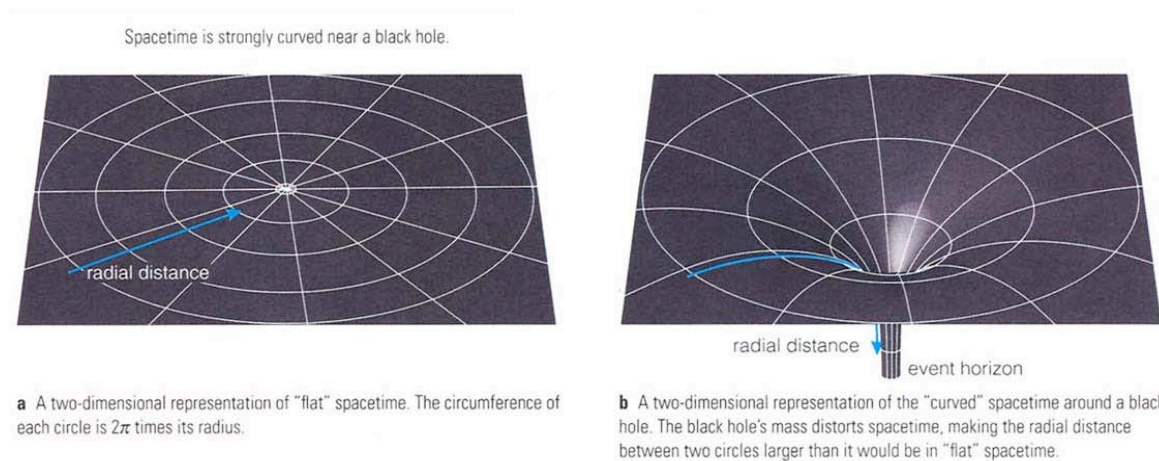 Spacetime is strongly curved near a black hole.
radial distance
a A two-dimensional representation of "flat" spacetime. The circumference of
each circle is 2π times its radius.
radial distance
event horizon
b A two-dimensional representation of the "curved" spacetime around a black
hole. The black hole's mass distorts spacetime, making the radial distance
between two circles larger than it would be in "flat" spacetime.